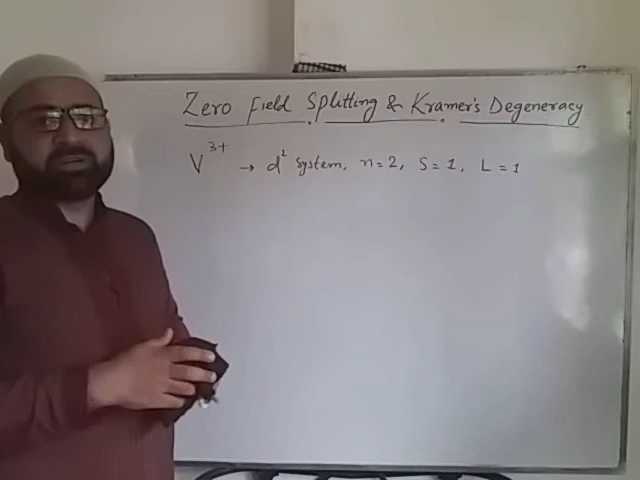 Zero Field Splitting & Kramer's Degeneracy
V³⁺ → d² system, n=2, S=1, L=1